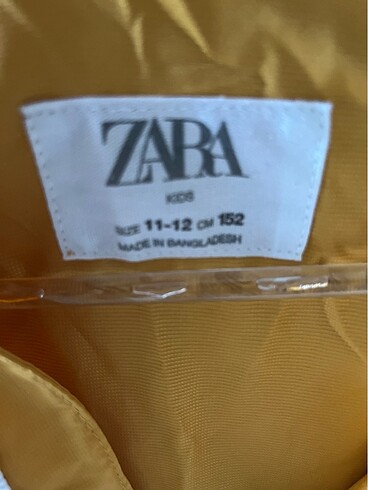 ZARA
KIDS
SIZE 11-12 CM 152
MADE IN BANGLADESH